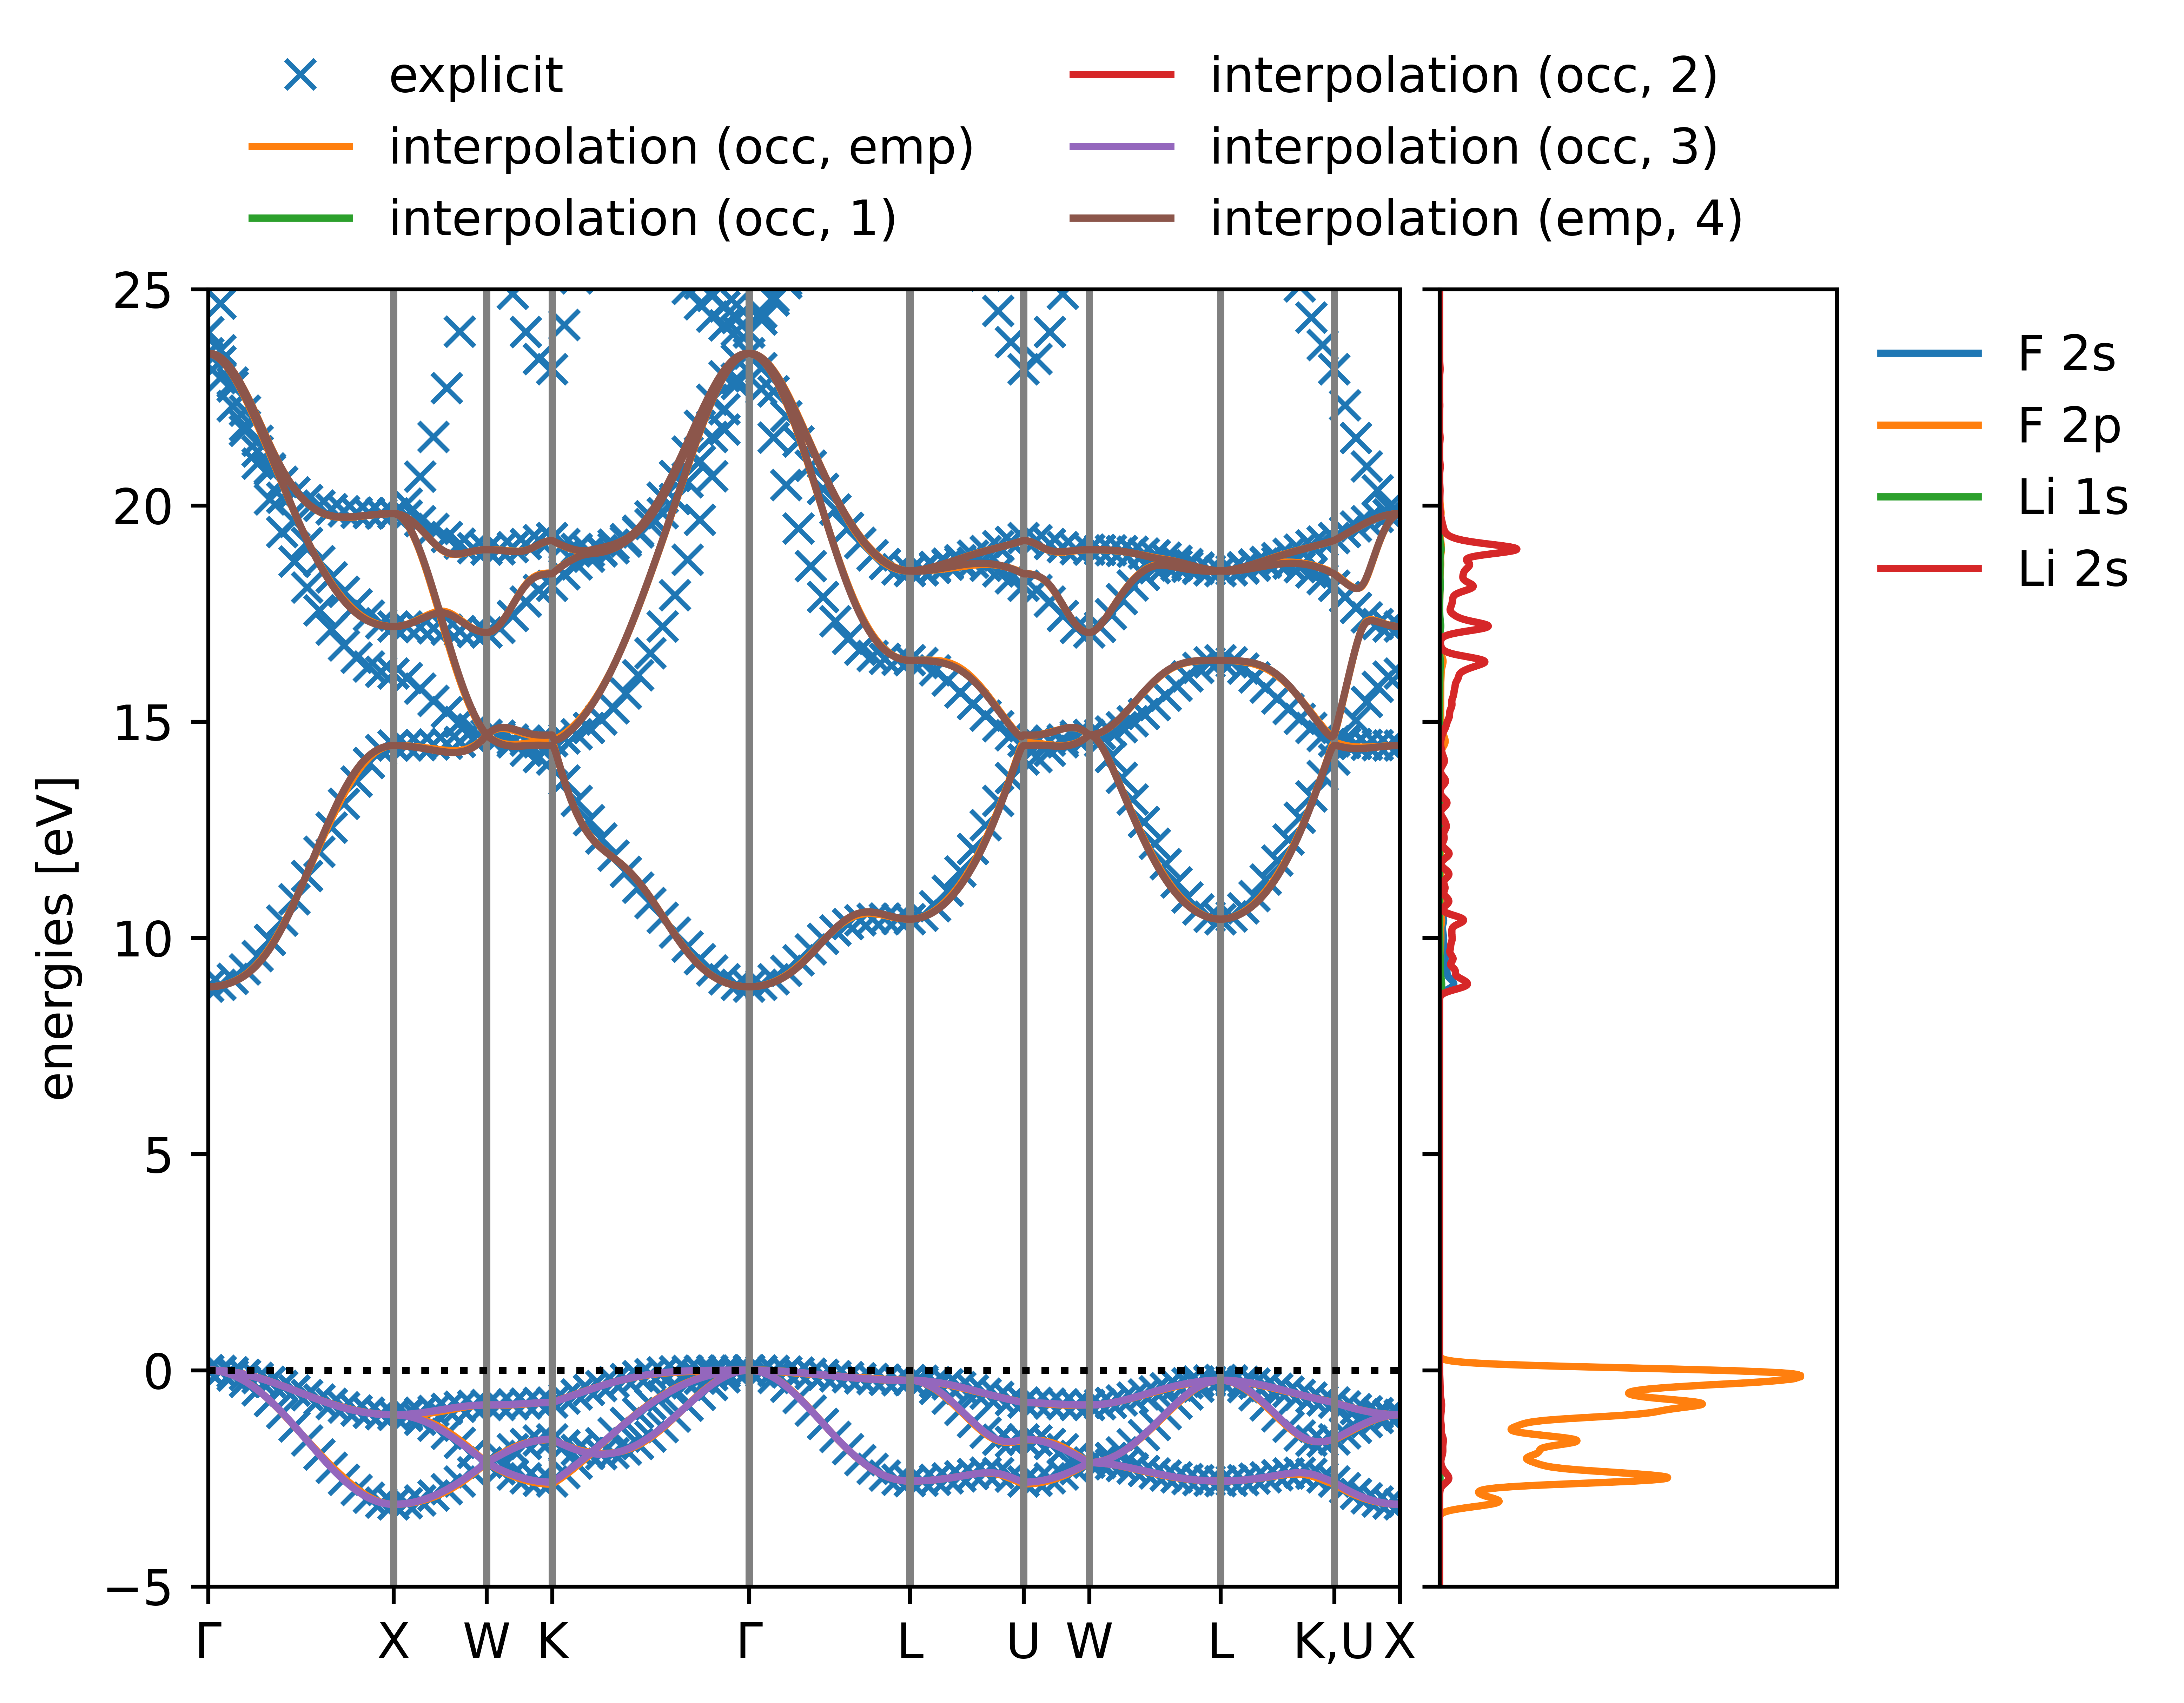 explicit
interpolation (occ, emp)
interpolation (occ, 1)
interpolation (occ, 2)
interpolation (occ, 3)
interpolation (emp, 4)
energies [eV]
25
20
15
10
5
0
−5
Γ X W K Γ L U W L K,U X
F 2s
F 2p
Li 1s
Li 2s